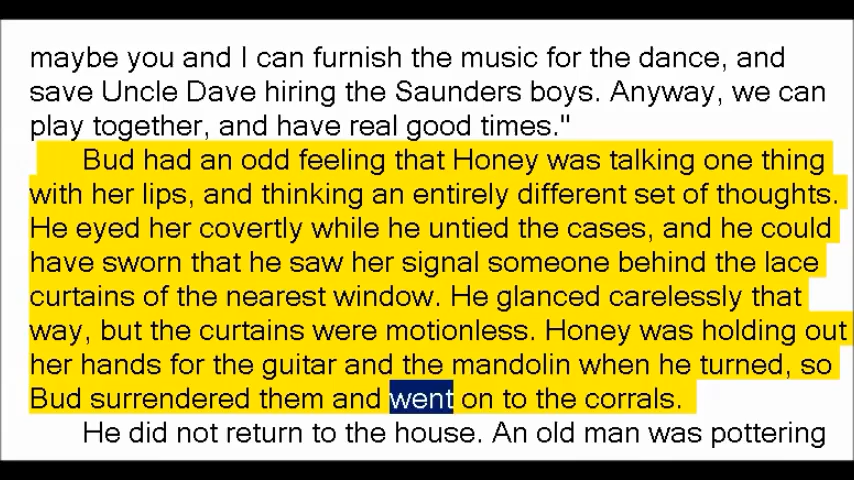 maybe you and I can furnish the music for the dance, and
save Uncle Dave hiring the Saunders boys. Anyway, we can
play together, and have real good times."
Bud had an odd feeling that Honey was talking one thing
with her lips, and thinking an entirely different set of thoughts.
He eyed her covertly while he untied the cases, and he could
have sworn that he saw her signal someone behind the lace
curtains of the nearest window. He glanced carelessly that
way, but the curtains were motionless. Honey was holding out
her hands for the guitar and the mandolin when he turned, so
Bud surrendered them and went on to the corrals.
He did not return to the house. An old man was pottering